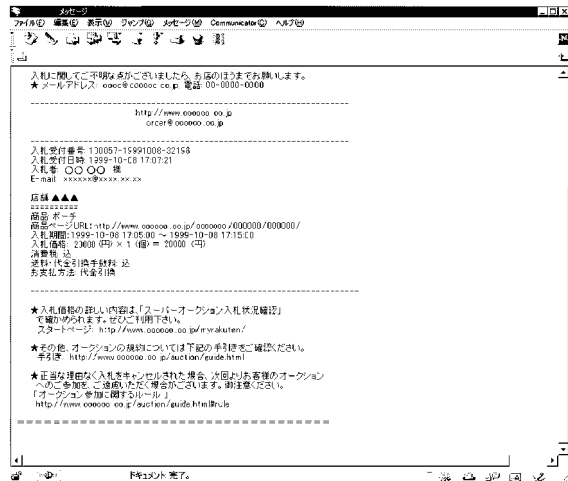 メッセージ
ファイル(F) 編集(E) 表示(V) ジャンプ(G) メッセージ(M) Communicator(C) ヘルプ(H)
入札に関してご不明な点がございましたら、お店のほうまでお願いします。
★ メールアドレス: oooc@cooooc.co.jp, 電話: 00-0000-0000
http://www.oooooo.oo.jp
orcer@oooooo.oo.jp
入札受付番号: 100057-19991008-32198
入札受付日時: 1999-10-08 17:07:21
入札者: 〇〇 〇〇 様
E-mail: xxxxxx@xxxx.xx.xx
店舗 ▲▲▲
==========
商品: ポーチ
商品ページURL: http://www.oooooo.oo.jp/ooooooo/000000/000000/
入札期間: 1999-10-08 17:05:00 ~ 1999-10-08 17:15:00
入札価格: 20000 (円) × 1 (個) = 20000 (円)
消費税: 込
送料・代金引換手数料: 込
お支払方法: 代金引換
★入札価格の詳しい内容は、「スーパーオークション入札状況確認」
で確かめられます。ぜひご利用下さい。
スタートページ: http://www.oooooo.oo.jp/myrakuten/
★その他、オークションの規約については下記の手引きをご確認ください。
手引き: http://www.oooooo.oo.jp/auction/guide.html
★正当な理由なく入札をキャンセルされた場合、次回よりお客様のオークション
へのご参加を、ご遠慮いただく場合がございます。御注意ください。
「オークション参加に関するルール」
http://www.oooooo.oo.jp/auction/guide.html#rule
ドキュメント: 完了。